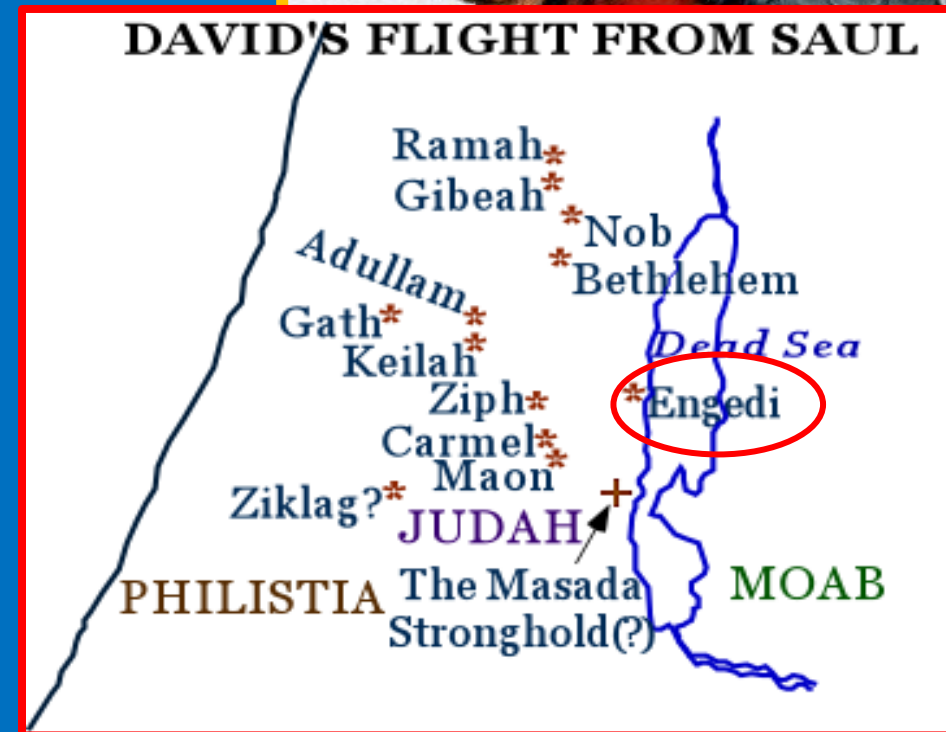 DAVID'S FLIGHT FROM SAUL
Ramah
Gibeah
Nob
Adullam
Bethlehem
Gath
Keilah
Dead Sea
Ziph
Engedi
Carmel
Maon
Ziklag?
JUDAH
PHILISTIA
The Masada
Stronghold(?)
MOAB